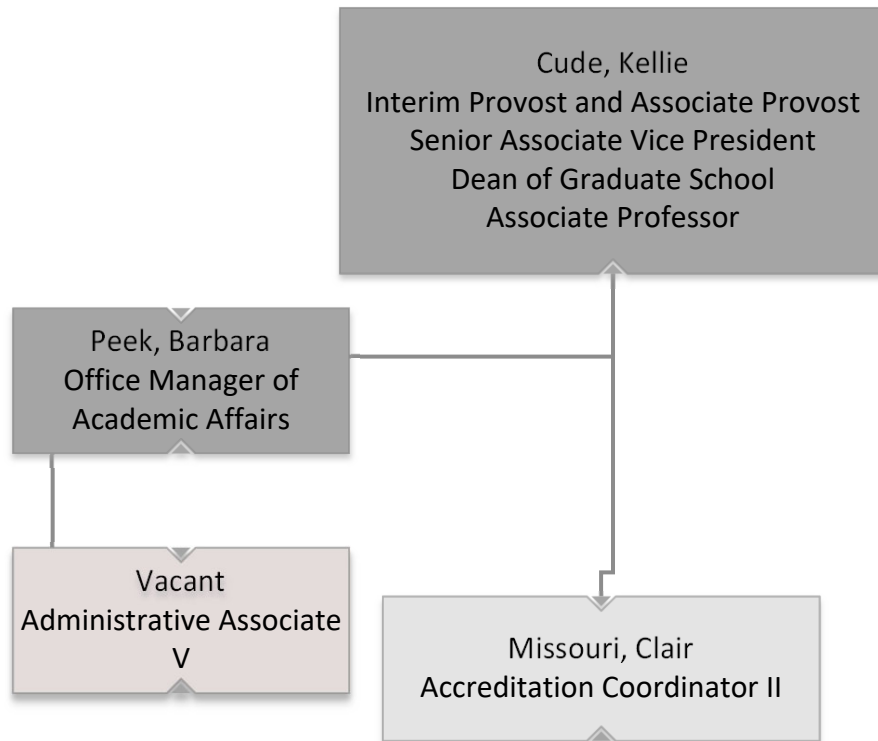 Cude, Kellie
Interim Provost and Associate Provost
Senior Associate Vice President
Dean of Graduate School
Associate Professor
Peek, Barbara
Office Manager of
Academic Affairs
Vacant
Administrative Associate
V
Missouri, Clair
Accreditation Coordinator II